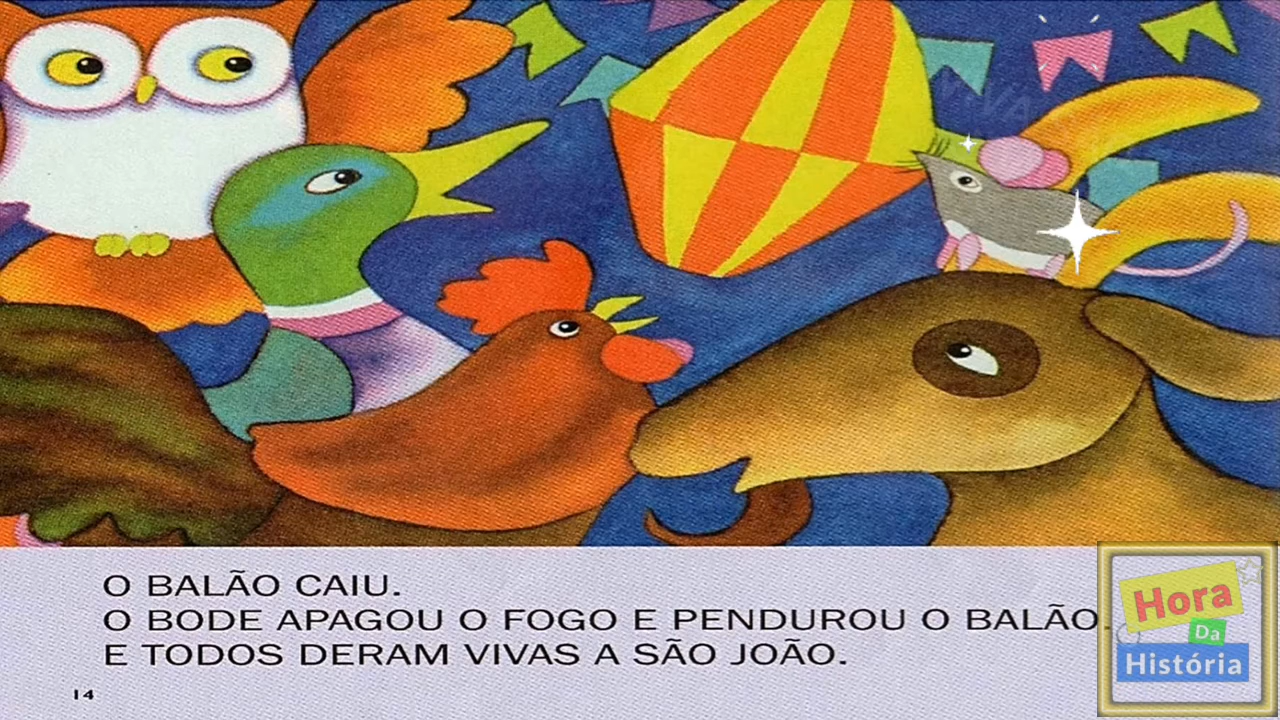 O BALÃO CAIU.
O BODE APAGOU O FOGO E PENDUROU O BALÃO.
E TODOS DERAM VIVAS A SÃO JOÃO.
14
Hora
Da
História